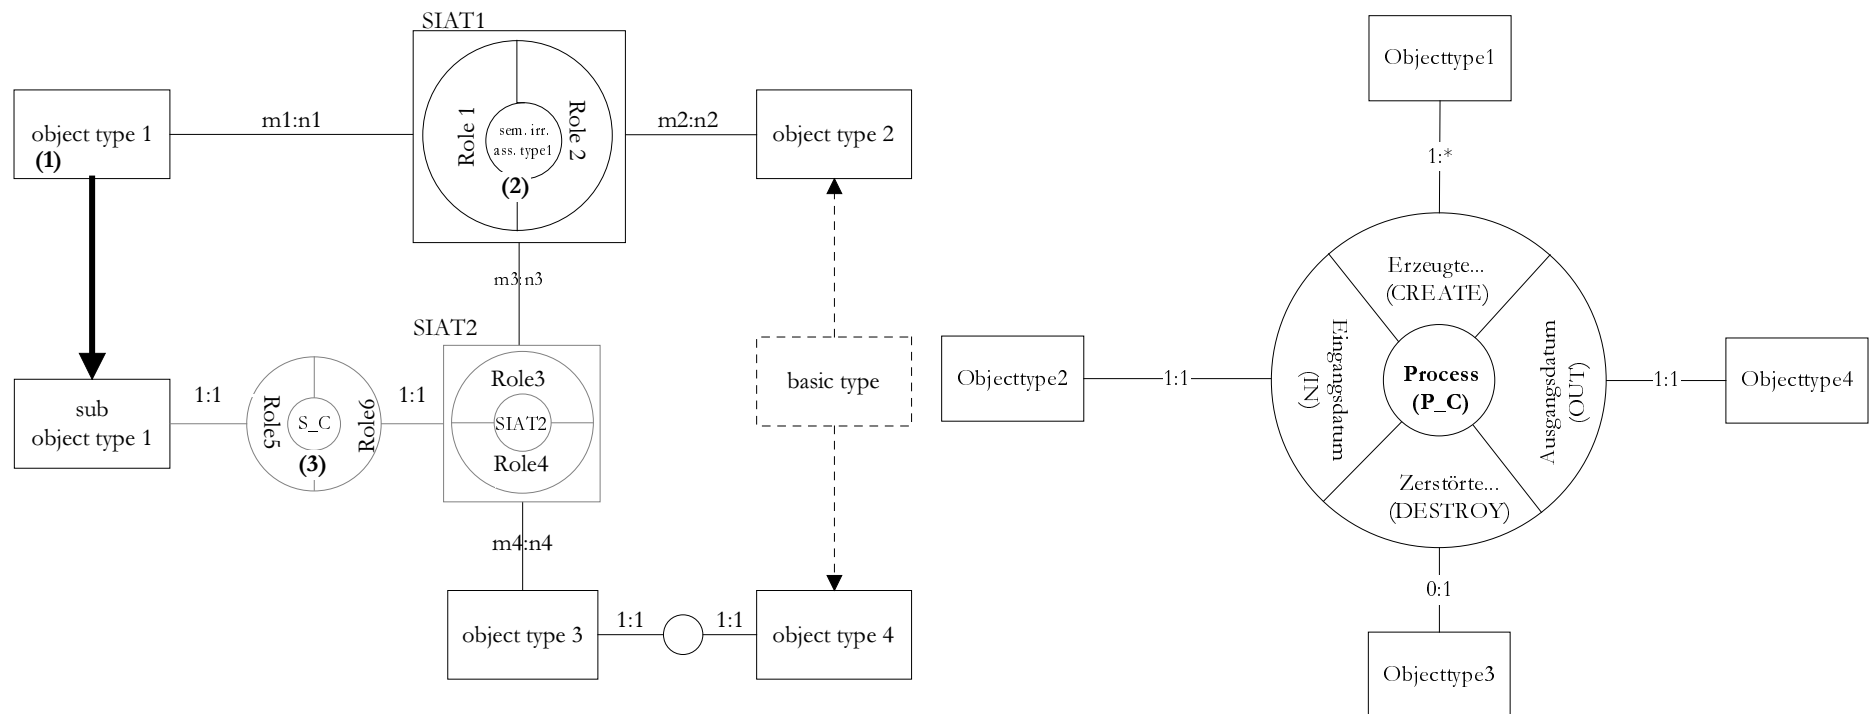 SIAT1
object type 1
(1)
m1:n1
Role 1
sem. irr.
ass. type1
(2)
Role 2
m2:n2
object type 2
m3:n3
SIAT2
basic type
sub
object type 1
1:1
Role5
S_C
(3)
Role6
1:1
Role3
SIAT2
Role4
m4:n4
object type 3
1:1
1:1
object type 4
Objecttype1
1:*
Erzeugte...
(CREATE)
Objecttype2
1:1
Eingangsdatum
(IN)
Process
(P_C)
Ausgangsdatum
(OUT)
1:1
Objecttype4
Zerstörte...
(DESTROY)
0:1
Objecttype3